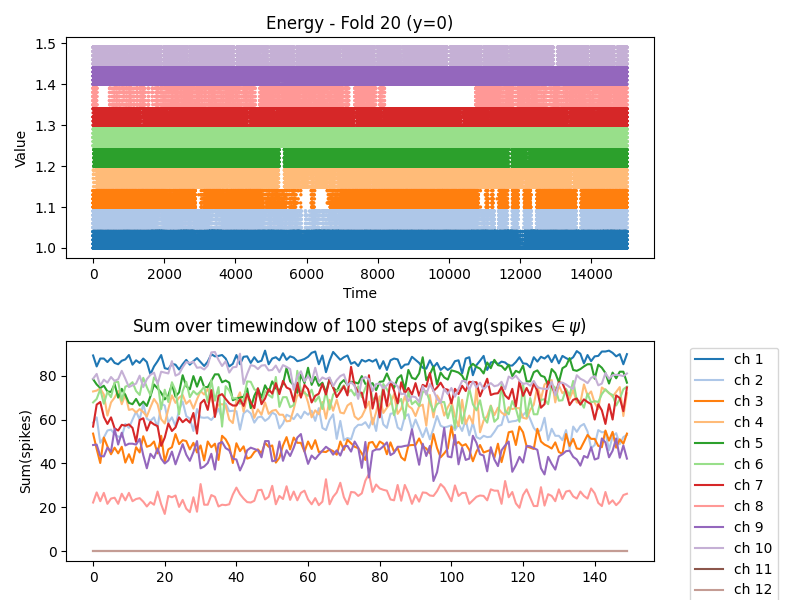 Energy - Fold 20 (y=0)
1.5
1.4
1.3
1.2
1.1
1.0
Value
0 2000 4000 6000 8000 10000 12000 14000
Time
Sum over timewindow of 100 steps of avg(spikes ∈ ψ)
80
60
40
20
0
Sum(spikes)
0 20 40 60 80 100 120 140
ch 1
ch 2
ch 3
ch 4
ch 5
ch 6
ch 7
ch 8
ch 9
ch 10
ch 11
ch 12